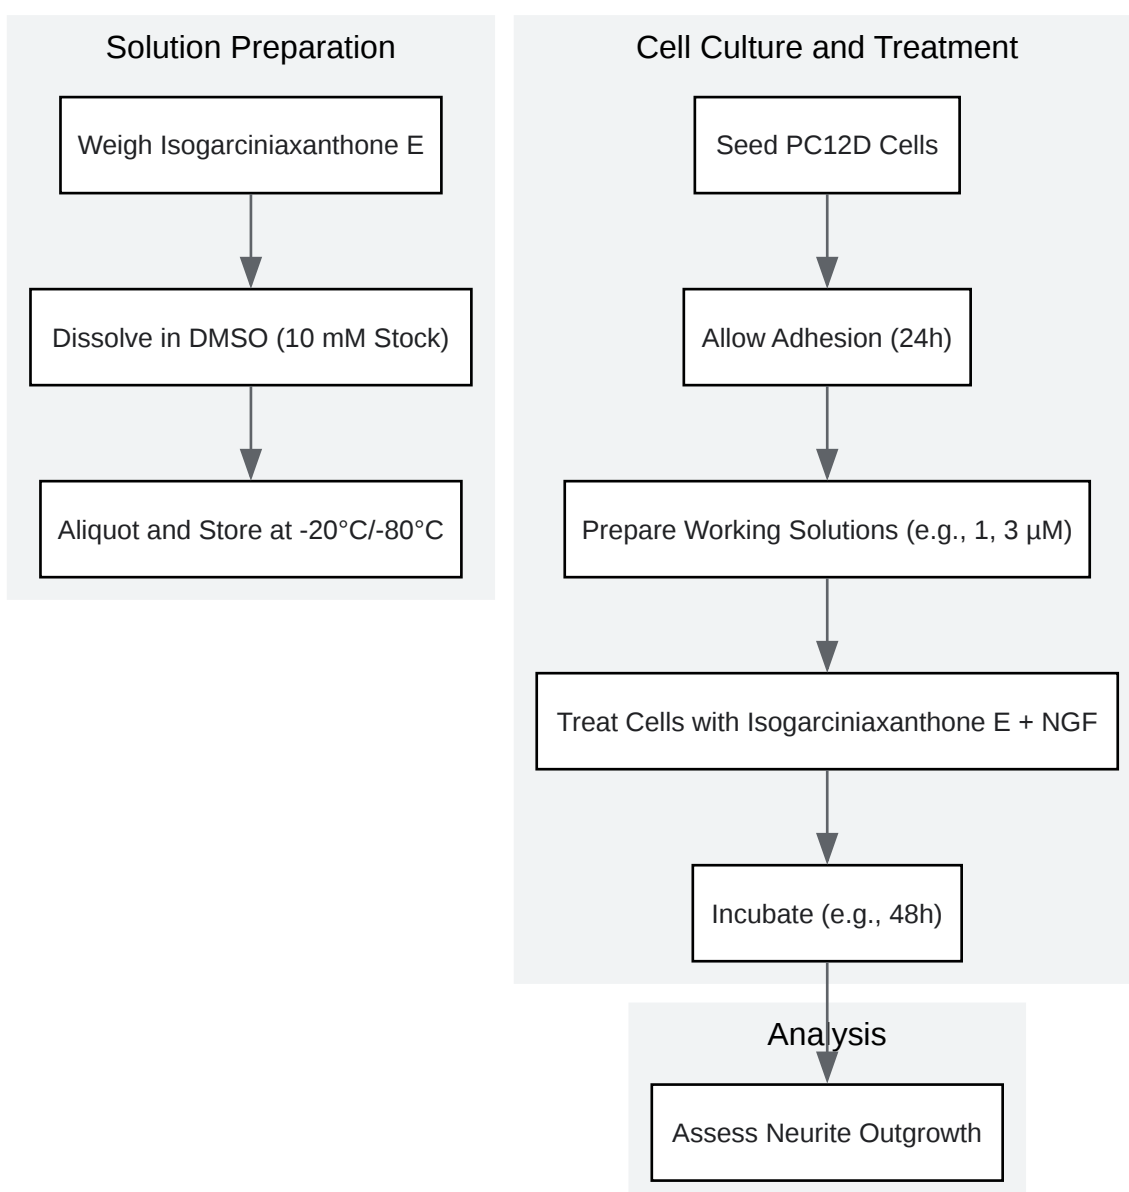 Solution Preparation
Weigh Isogarciniaxanthone E
Dissolve in DMSO (10 mM Stock)
Aliquot and Store at -20°C/-80°C
Cell Culture and Treatment
Seed PC12D Cells
Allow Adhesion (24h)
Prepare Working Solutions (e.g., 1, 3 µM)
Treat Cells with Isogarciniaxanthone E + NGF
Incubate (e.g., 48h)
Analysis
Assess Neurite Outgrowth